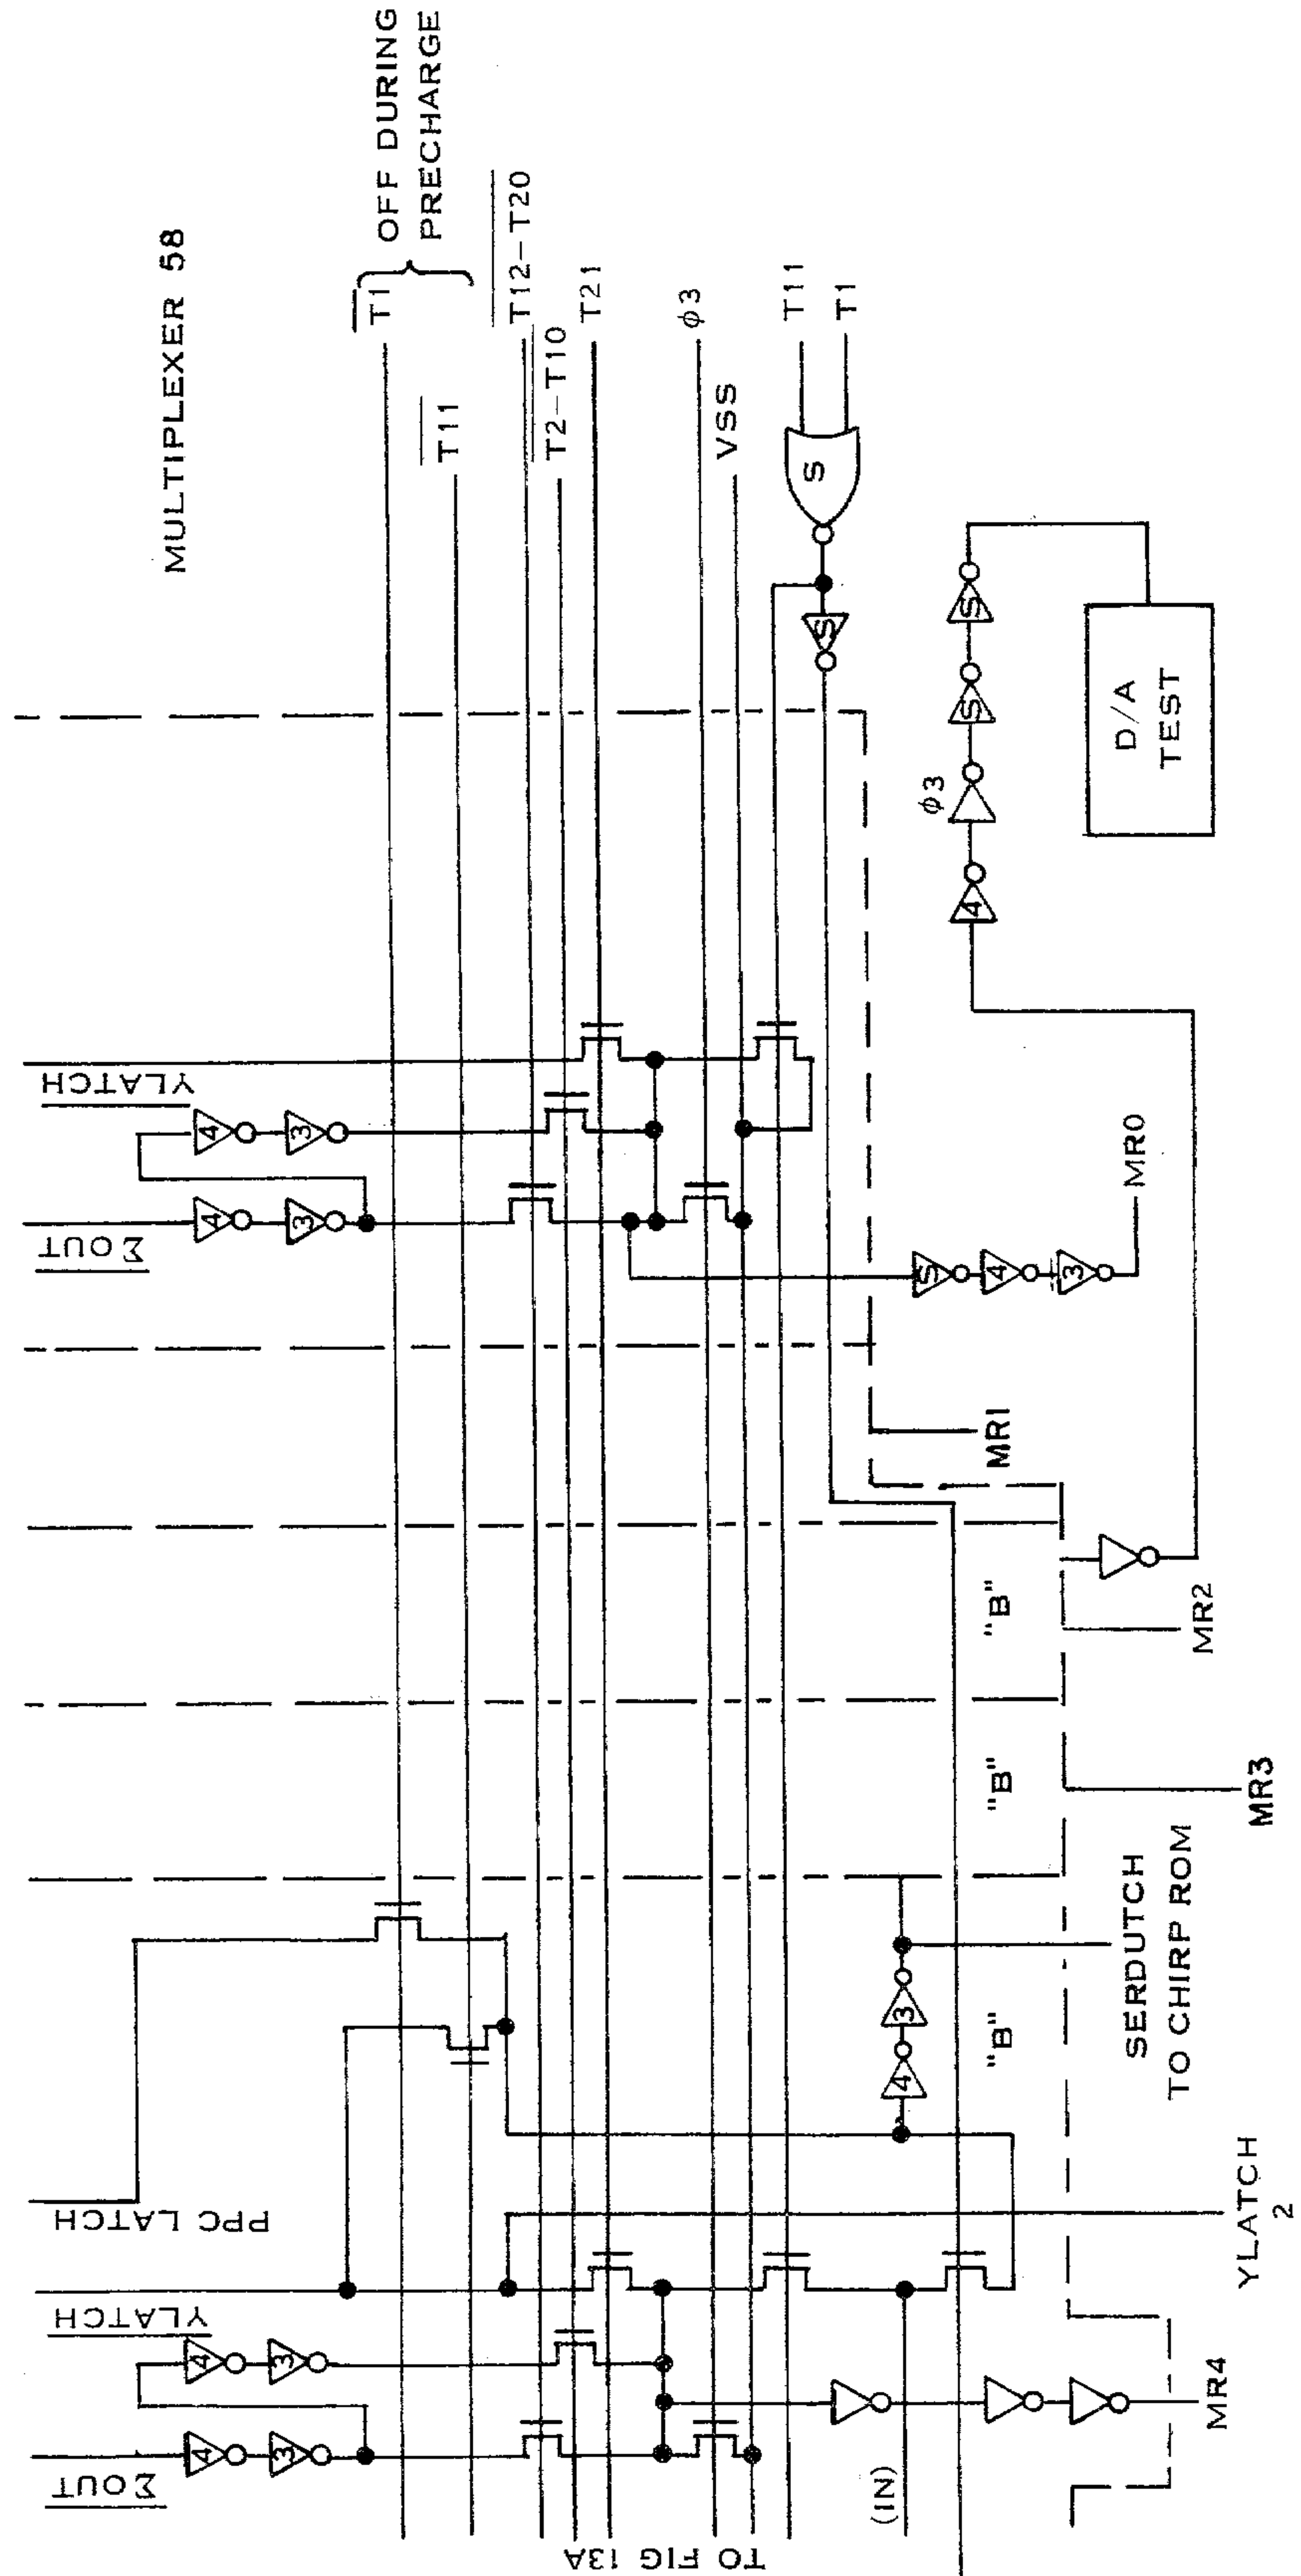 MULTIPLEXER 58
T1
T11
OFF DURING
PRECHARGE
T12-T20
T2-T10
T21
φ3
VSS
T11
T1
S
S
ΣOUT
4
3
4
3
YLATCH
S
4
3
MR0
4
φ3
S
S
D/A
TEST
MR1
"B"
MR2
"B"
MR3
"B"
4
3
SERDUTCH
TO CHIRP ROM
PPC LATCH
YLATCH
2
ΣOUT
4
3
4
3
YLATCH
(IN)
MR4
TO FIG 13A